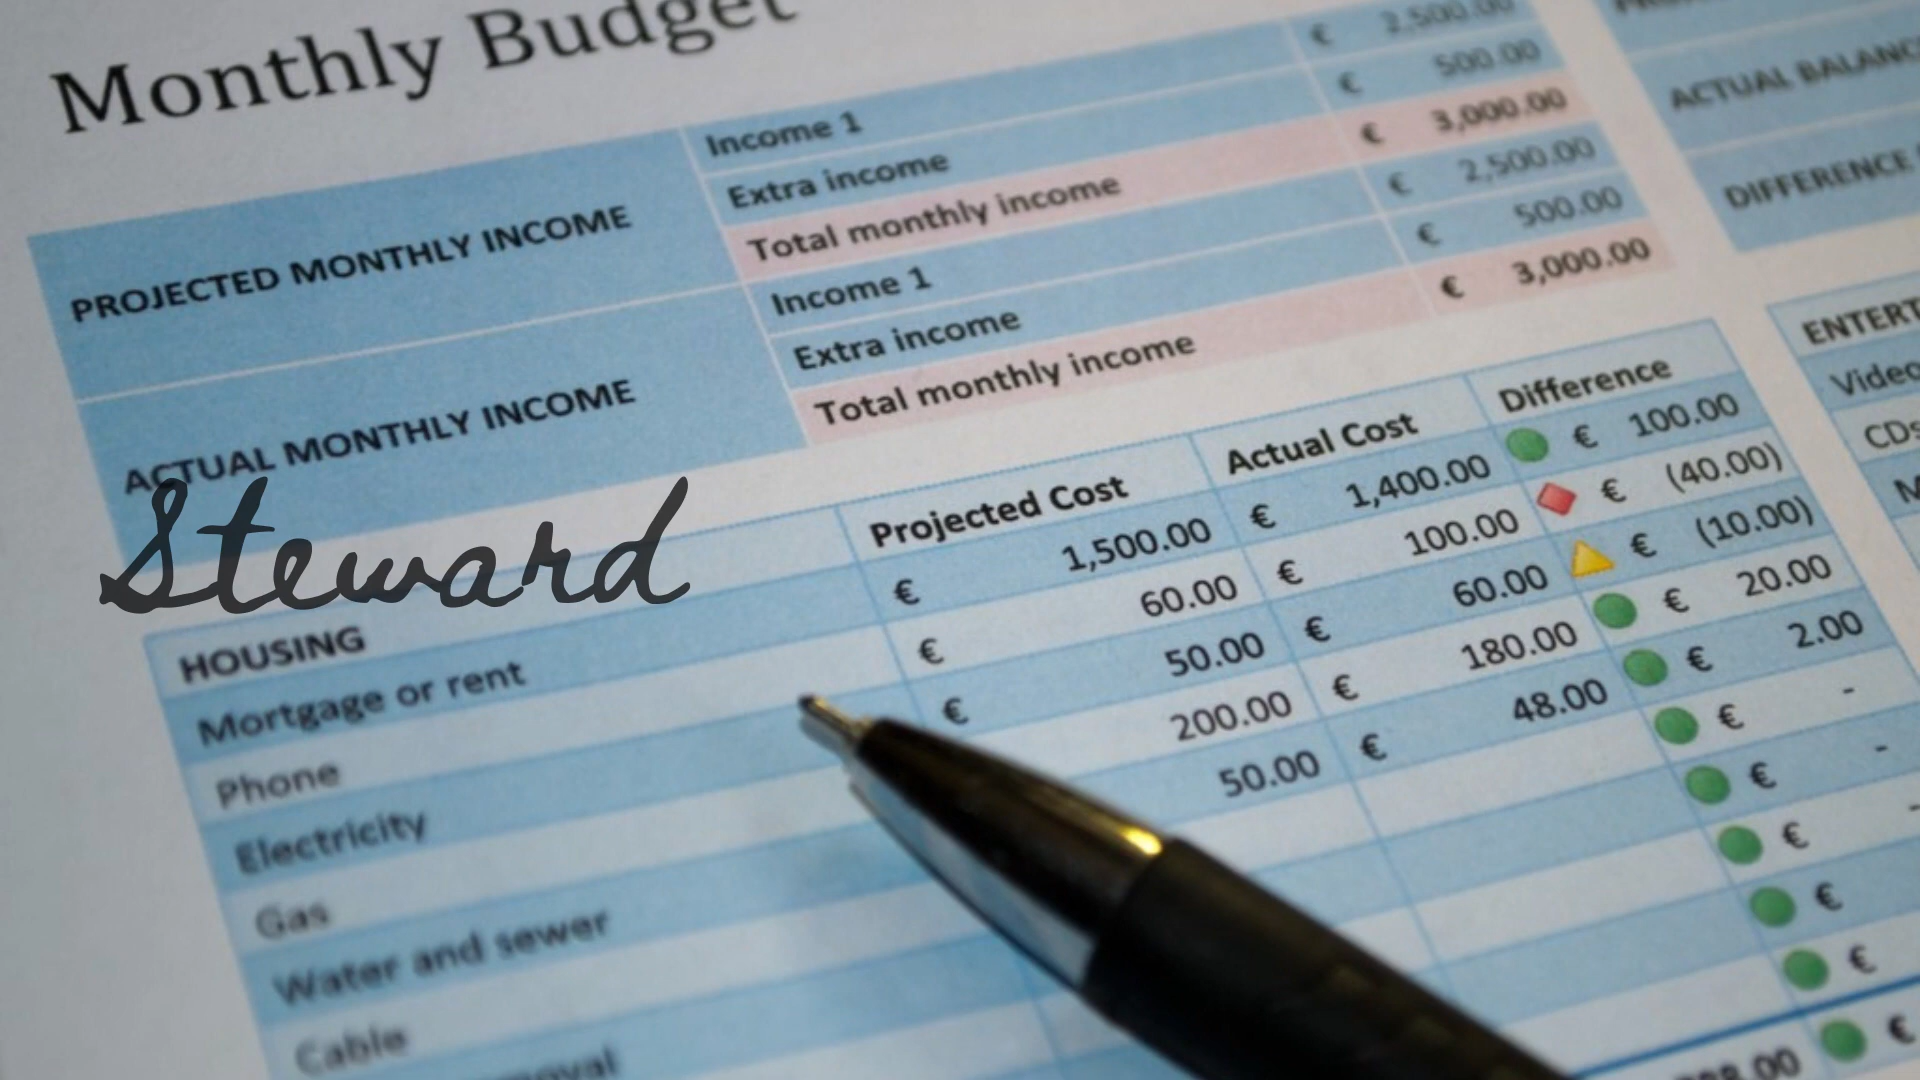 Monthly Budget
PROJECTED MONTHLY INCOME
Income 1 € 2,500.00
Extra income € 500.00
Total monthly income € 3,000.00
ACTUAL MONTHLY INCOME
Income 1 € 2,500.00
Extra income € 500.00
Total monthly income € 3,000.00
ACTUAL
DIFFERENCE
Steward
HOUSING Projected Cost Actual Cost Difference
Mortgage or rent € 1,500.00 € 1,400.00 € 100.00
Phone € 60.00 € 100.00 € (40.00)
Electricity € 50.00 € 60.00 € (10.00)
Gas 200.00 € 180.00 € 20.00
Water and sewer 50.00 € 48.00 € 2.00
Cable € -
€ -
€ -
€
€
€
Video
CDs